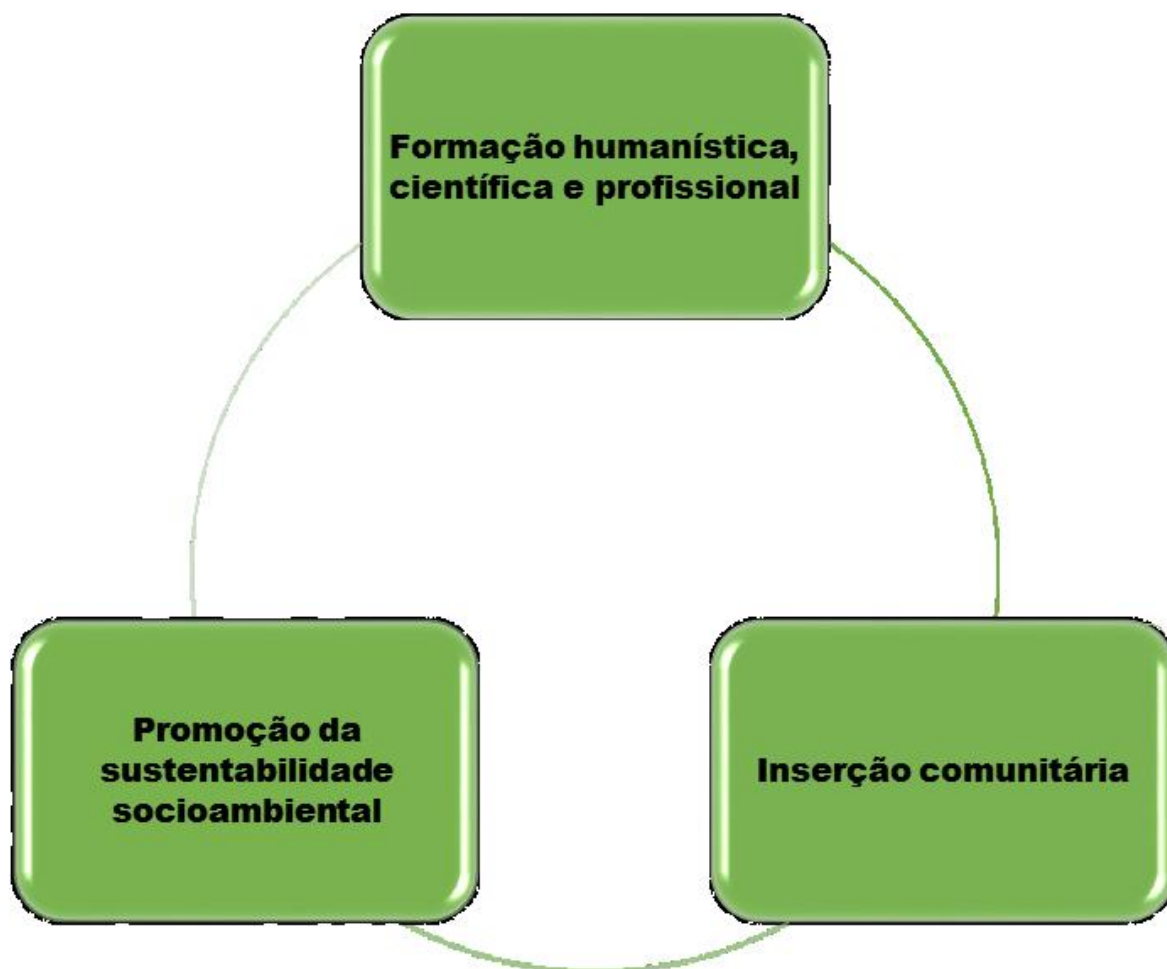 Formação humanística,
científica e profissional
Promoção da
sustentabilidade
socioambiental
Inserção comunitária